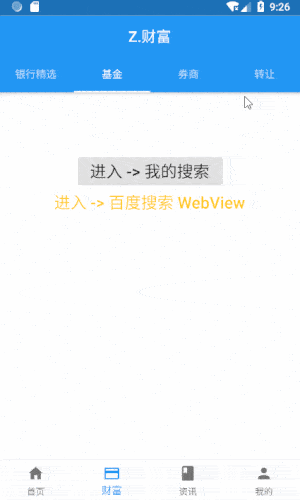 9:26
Z.财富
银行精选 基金 券商 转让
进入 -> 我的搜索
进入 -> 百度搜索 WebView
首页 财富 资讯 我的